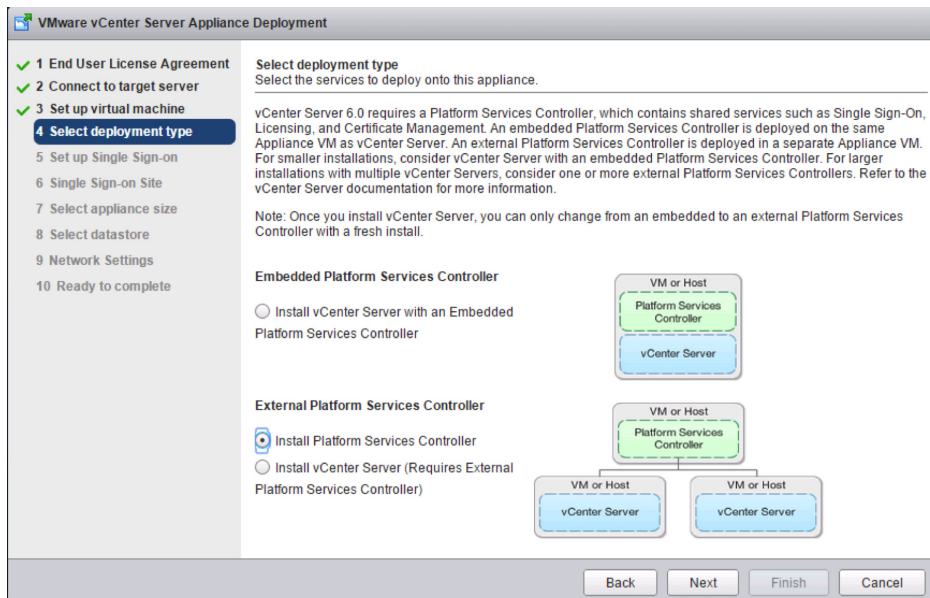 VMware vCenter Server Appliance Deployment
1 End User License Agreement
2 Connect to target server
3 Set up virtual machine
4 Select deployment type
5 Set up Single Sign-on
6 Single Sign-on Site
7 Select appliance size
8 Select datastore
9 Network Settings
10 Ready to complete
Select deployment type
Select the services to deploy onto this appliance.
vCenter Server 6.0 requires a Platform Services Controller, which contains shared services such as Single Sign-On,
Licensing, and Certificate Management. An embedded Platform Services Controller is deployed on the same
Appliance VM as vCenter Server. An external Platform Services Controller is deployed in a separate Appliance VM.
For smaller installations, consider vCenter Server with an embedded Platform Services Controller. For larger
installations with multiple vCenter Servers, consider one or more external Platform Services Controllers. Refer to the
vCenter Server documentation for more information.
Note: Once you install vCenter Server, you can only change from an embedded to an external Platform Services
Controller with a fresh install.
Embedded Platform Services Controller
Install vCenter Server with an Embedded
Platform Services Controller
VM or Host
Platform Services
Controller
vCenter Server
External Platform Services Controller
Install Platform Services Controller
Install vCenter Server (Requires External
Platform Services Controller)
VM or Host
Platform Services
Controller
VM or Host
vCenter Server
VM or Host
vCenter Server
Back
Next
Finish
Cancel